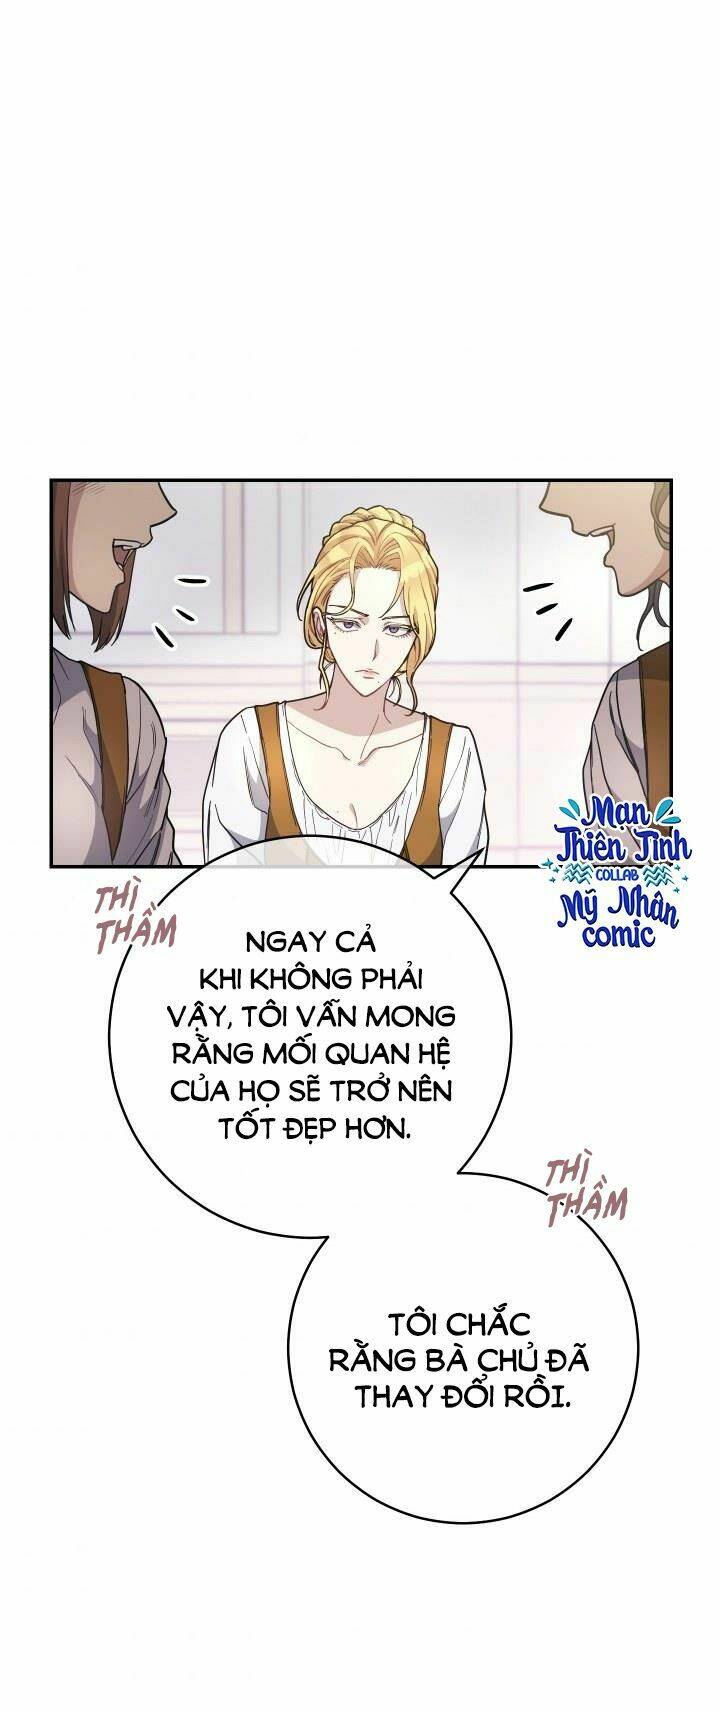 Mạn
Thiên Tinh
COLLAB
Mỹ Nhân
comic
THÌ
THẦM
NGAY CẢ
KHI KHÔNG PHẢI
VẬY, TÔI VẪN MONG
RẰNG MỐI QUAN HỆ
CỦA HỌ SẼ TRỞ NÊN
TỐT ĐẸP HƠN.
THÌ
THẦM
TÔI CHẮC
RẰNG BÀ CHỦ ĐÃ
THAY ĐỔI RỒI.